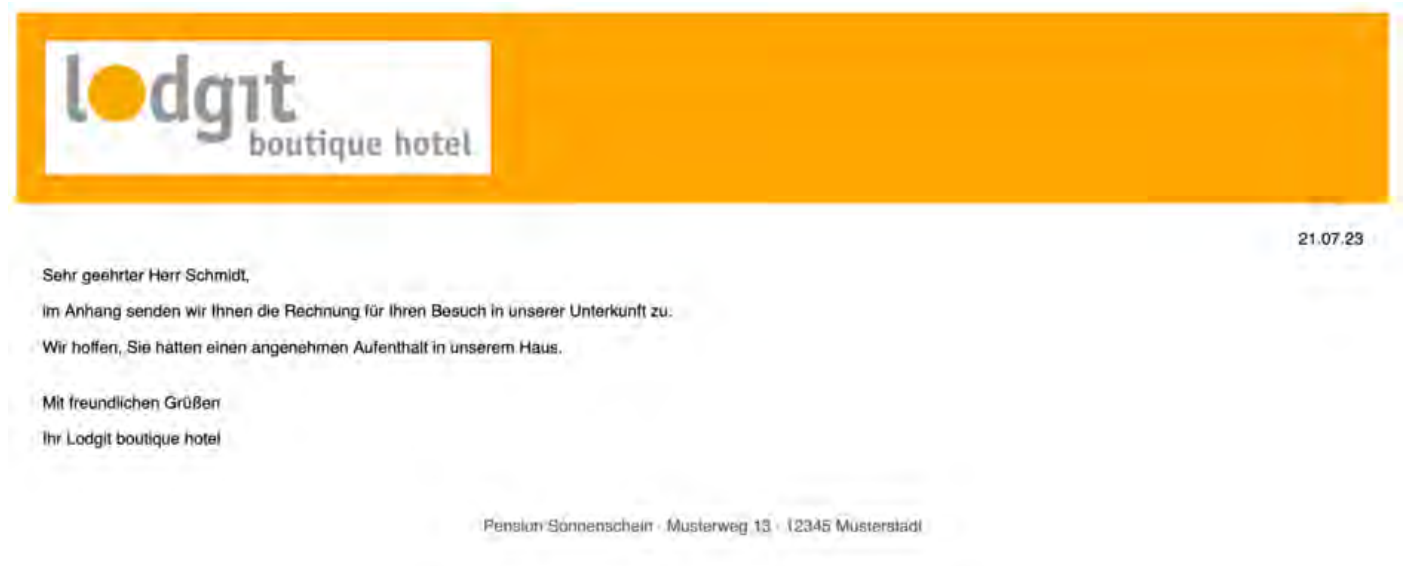 lodgit
boutique hotel
21.07.23
Sehr geehrter Herr Schmidt,
im Anhang senden wir Ihnen die Rechnung für Ihren Besuch in unserer Unterkunft zu.
Wir hoffen, Sie hatten einen angenehmen Aufenthalt in unserem Haus.
Mit freundlichen Grüßen
Ihr Lodgit boutique hotel
Pension Sonnenschein · Musterweg 13 · 12345 Musterstadt